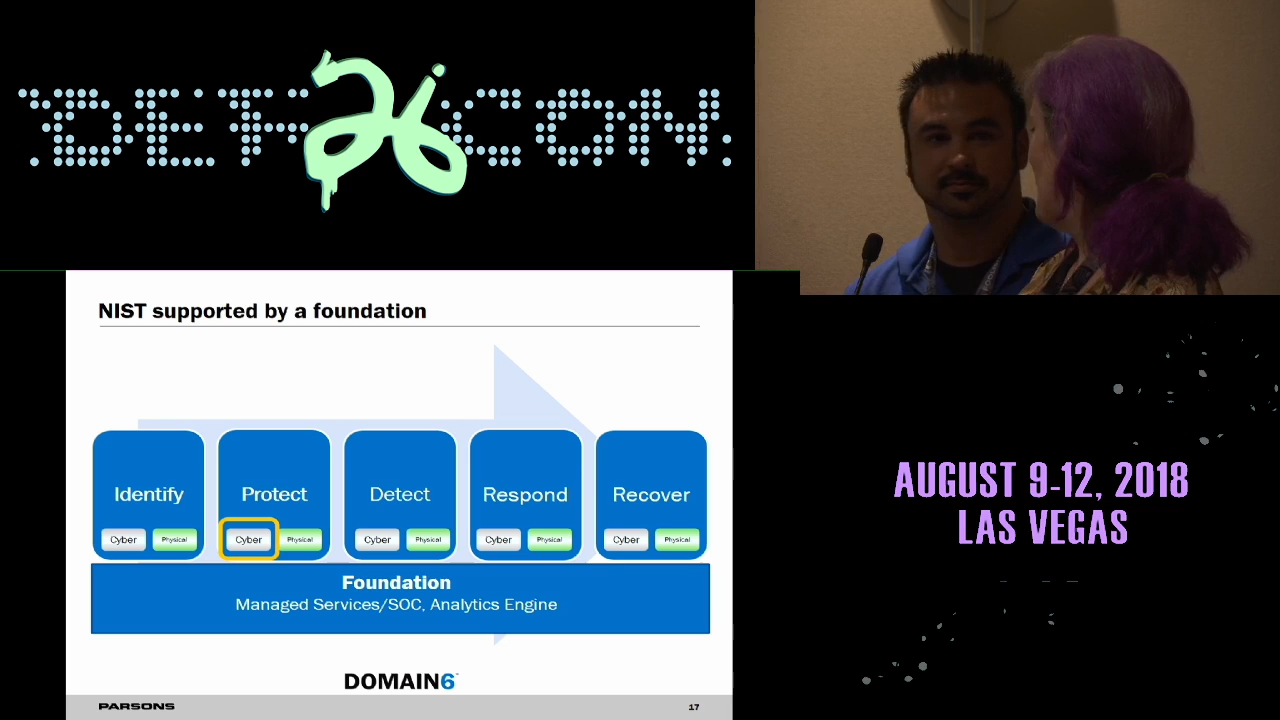 DEF 26 CON
NIST supported by a foundation
Identify
Cyber
Physical
Protect
Cyber
Physical
Detect
Cyber
Physical
Respond
Cyber
Physical
Recover
Cyber
Physical
Foundation
Managed Services/SOC, Analytics Engine
DOMAIN6
PARSONS
17
AUGUST 9-12, 2018
LAS VEGAS